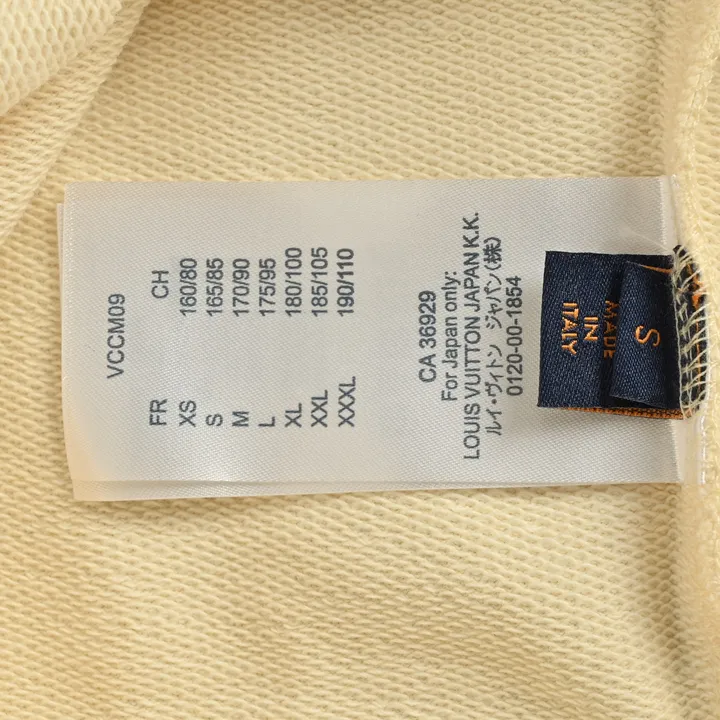 VCCM09
FR CH
XS 160/80
S 165/85
M 170/90
L 175/95
XL 180/100
XXL 185/105
XXXL 190/110
CA 36929
For Japan only:
LOUIS VUITTON JAPAN K.K.
ルイ・ヴィトン ジャパン(株)
0120-00-1854
MADE
IN
ITALY
S